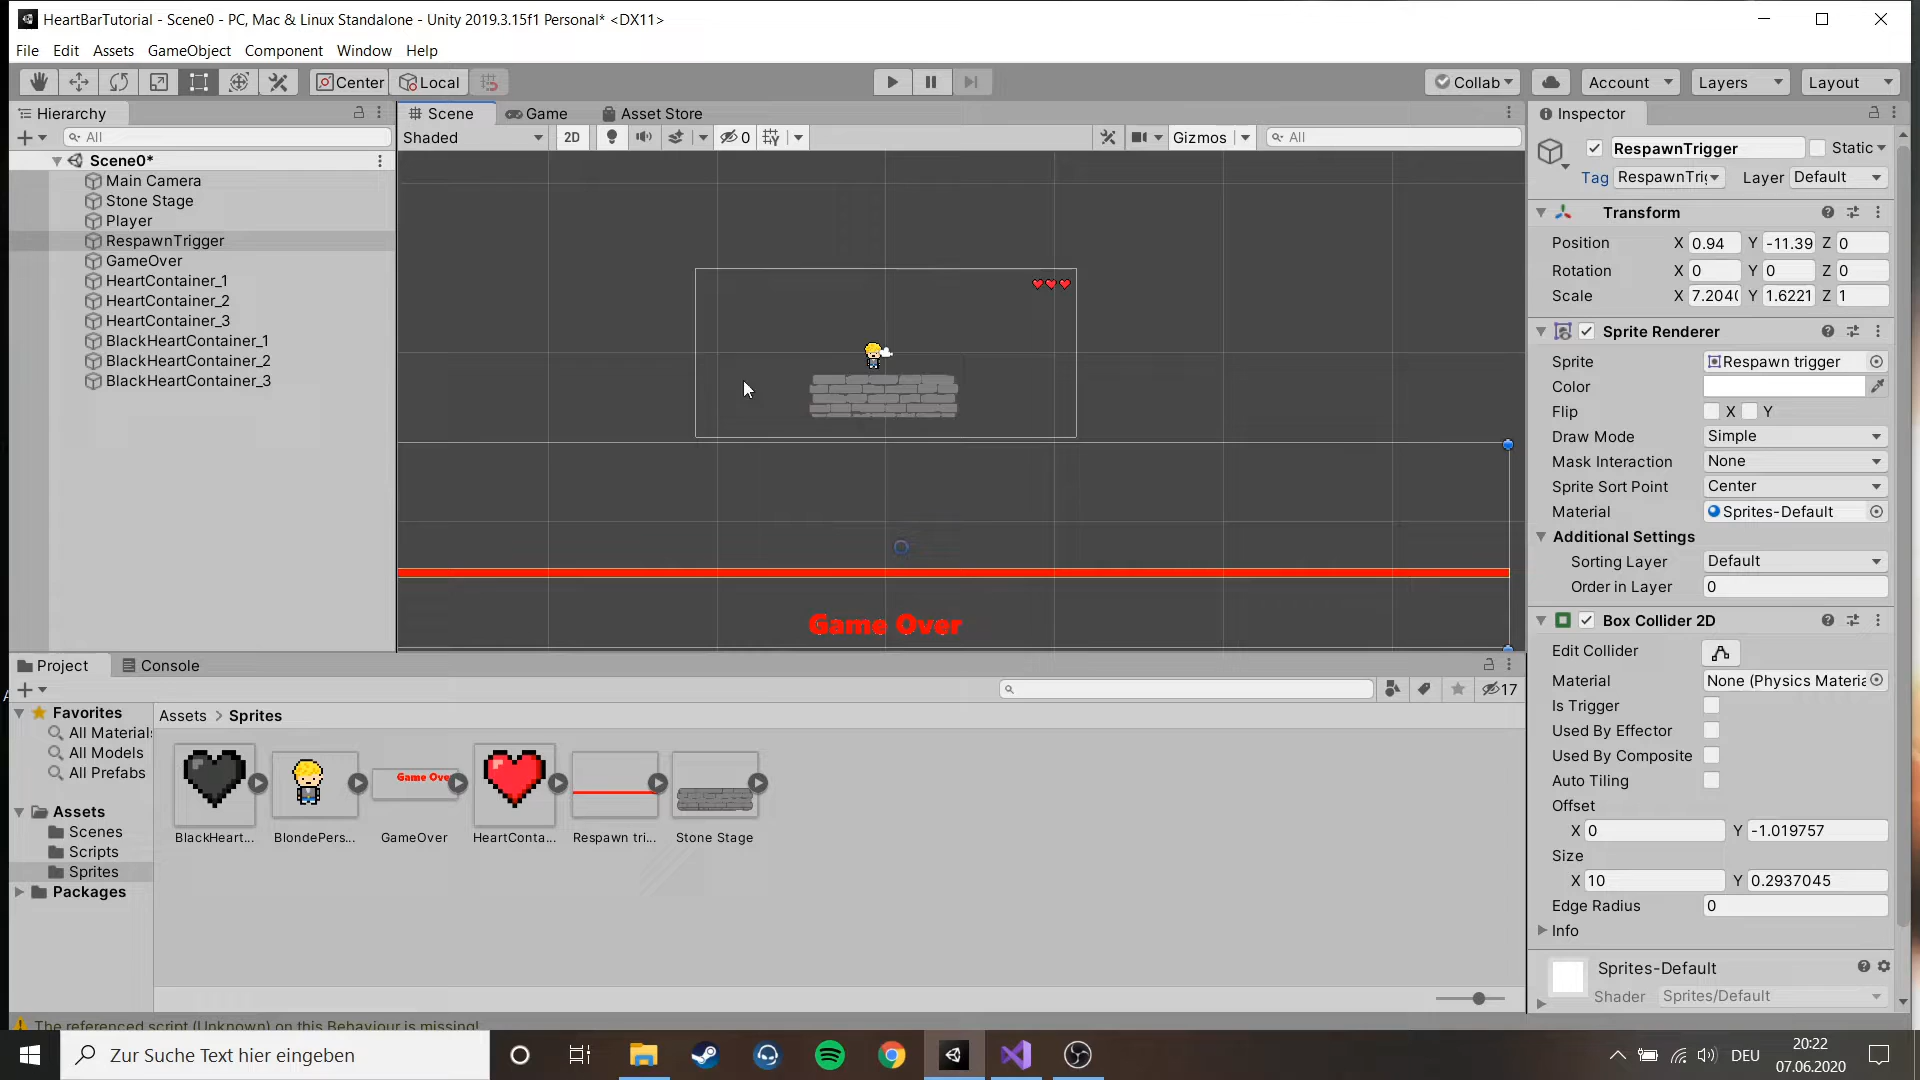 HeartBarTutorial - Scene0 - PC, Mac & Linux Standalone - Unity 2019.3.15f1 Personal* <DX11>
File Edit Assets GameObject Component Window Help
Center Local Collab Account Layers Layout
Hierarchy
All
Scene0*
Main Camera
Stone Stage
Player
RespawnTrigger
GameOver
HeartContainer_1
HeartContainer_2
HeartContainer_3
BlackHeartContainer_1
BlackHeartContainer_2
BlackHeartContainer_3
Scene Game Asset Store
Shaded 2D 0 Gizmos All
Game Over
Inspector
RespawnTrigger Static
Tag RespawnTrig Layer Default
Transform
Position X 0.94 Y -11.39 Z 0
Rotation X 0 Y 0 Z 0
Scale X 7.204 Y 1.6221 Z 1
Sprite Renderer
Sprite Respawn trigger
Color
Flip X Y
Draw Mode Simple
Mask Interaction None
Sprite Sort Point Center
Material Sprites-Default
Additional Settings
Sorting Layer Default
Order in Layer 0
Box Collider 2D
Edit Collider
Material None (Physics Materia
Is Trigger
Used By Effector
Used By Composite
Auto Tiling
Offset
X 0 Y -1.019757
Size
X 10 Y 0.2937045
Edge Radius 0
Info
Sprites-Default
Shader Sprites/Default
Project Console
17
Favorites
All Materials
All Models
All Prefabs
Assets
Scenes
Scripts
Sprites
Packages
Assets > Sprites
Game Ove
BlackHeart... BlondePers... GameOver HeartConta... Respawn tri... Stone Stage
The referenced script (Unknown) on this Behaviour is missing!
Zur Suche Text hier eingeben
DEU
20:22
07.06.2020